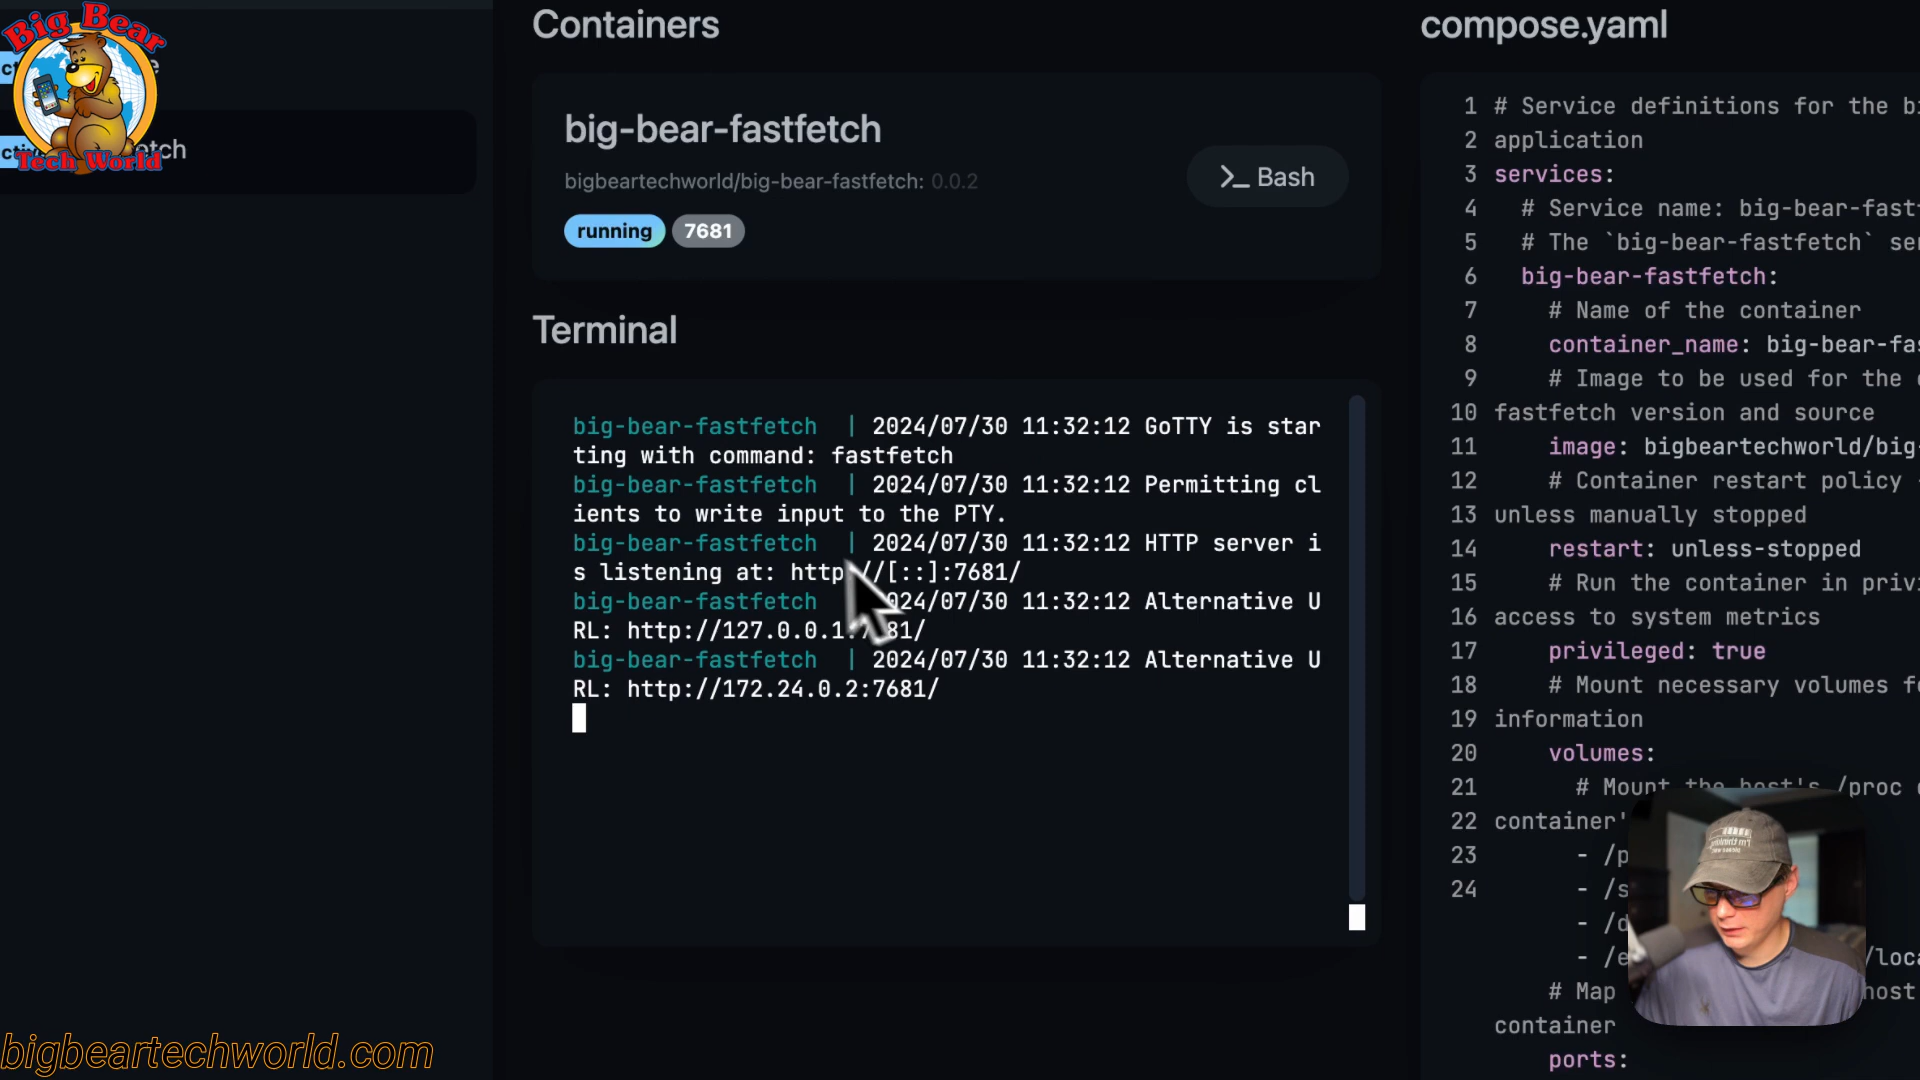 Big Bear
Tech World
etch
Containers
big-bear-fastfetch
bigbeartechworld/big-bear-fastfetch: 0.0.2
>_ Bash
running 7681
Terminal
big-bear-fastfetch | 2024/07/30 11:32:12 GoTTY is star
ting with command: fastfetch
big-bear-fastfetch | 2024/07/30 11:32:12 Permitting cl
ients to write input to the PTY.
big-bear-fastfetch | 2024/07/30 11:32:12 HTTP server i
s listening at: http://[::]:7681/
big-bear-fastfetch 2024/07/30 11:32:12 Alternative U
RL: http://127.0.0.1:7681/
big-bear-fastfetch | 2024/07/30 11:32:12 Alternative U
RL: http://172.24.0.2:7681/
compose.yaml
1 # Service definitions for the bi
2 application
3 services:
4 # Service name: big-bear-fast
5 # The `big-bear-fastfetch` se
6 big-bear-fastfetch:
7 # Name of the container
8 container_name: big-bear-fa
9 # Image to be used for the
10 fastfetch version and source
11 image: bigbeartechworld/big-
12 # Container restart policy
13 unless manually stopped
14 restart: unless-stopped
15 # Run the container in privi
16 access to system metrics
17 privileged: true
18 # Mount necessary volumes f
19 information
20 volumes:
21 # Mount the host's /proc
22 container'
23 - /p
24 - /s
- /d
- /e /loca
# Map host
container
ports:
bigbeartechworld.com